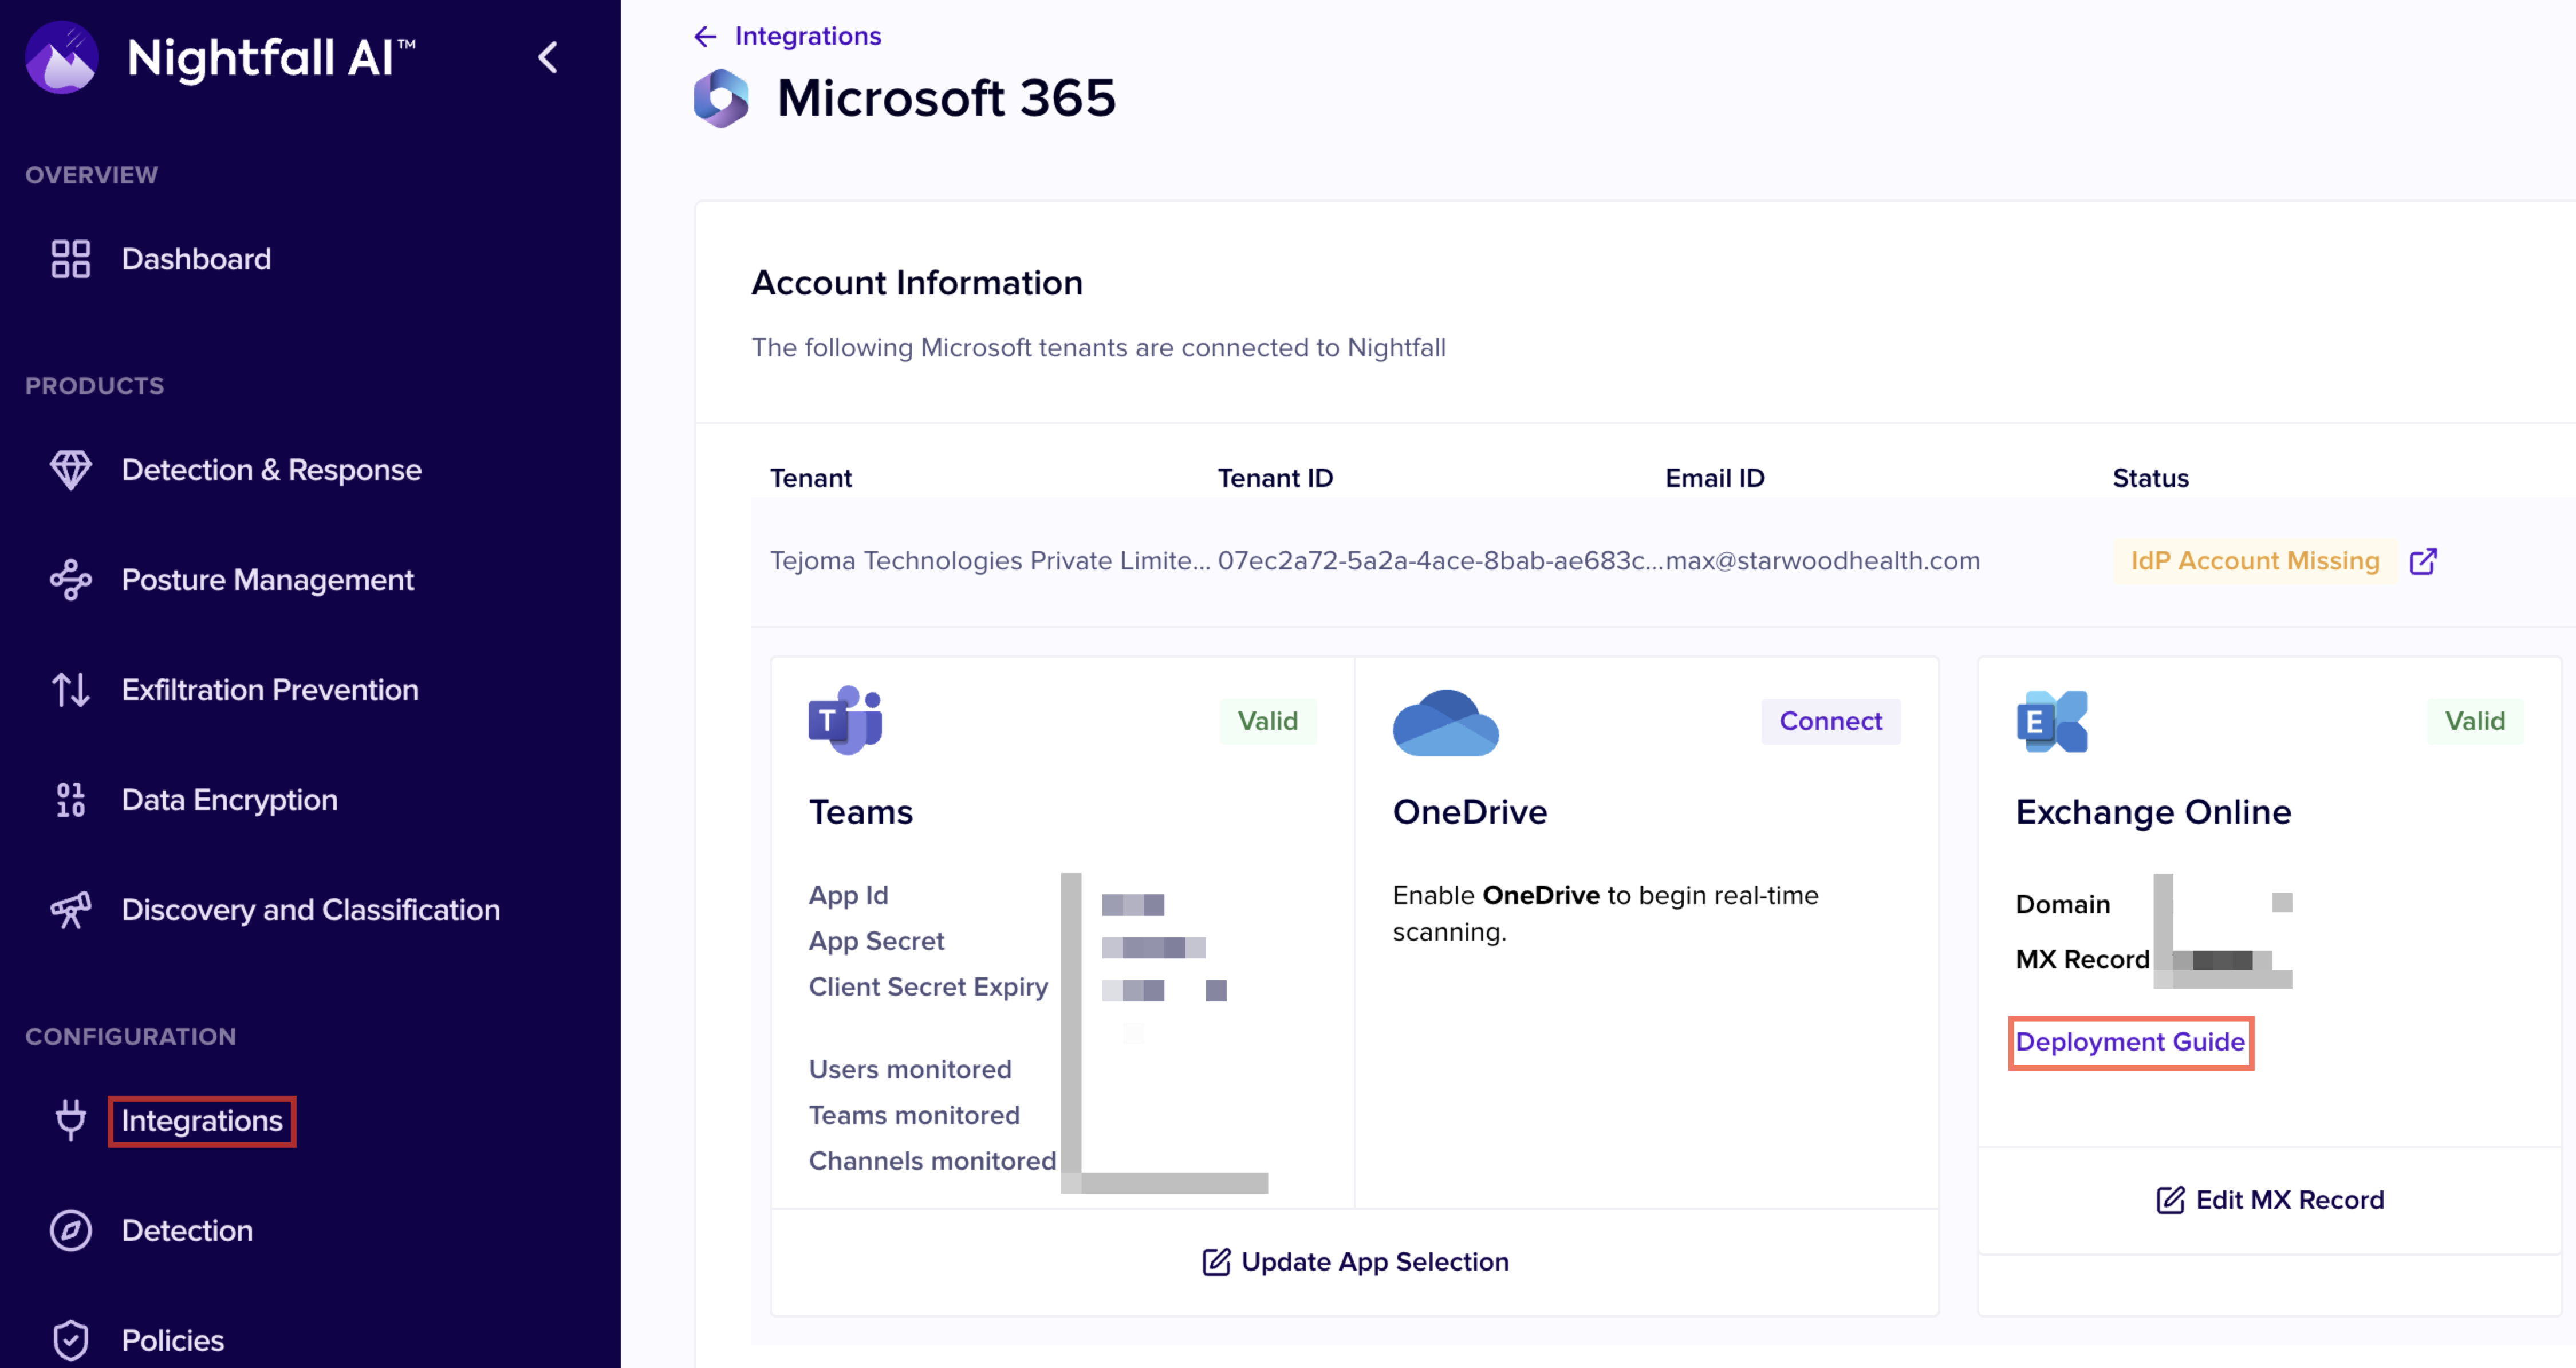 Nightfall AI™
OVERVIEW
Dashboard
PRODUCTS
Detection & Response
Posture Management
Exfiltration Prevention
Data Encryption
Discovery and Classification
CONFIGURATION
Integrations
Detection
Policies
Integrations
Microsoft 365
Account Information
The following Microsoft tenants are connected to Nightfall
Tenant Tenant ID Email ID Status
Tejoma Technologies Private Limite... 07ec2a72-5a2a-4ace-8bab-ae683c... max@starwoodhealth.com IdP Account Missing
T Valid
Teams
App Id
App Secret
Client Secret Expiry
Users monitored
Teams monitored
Channels monitored
Connect
OneDrive
Enable OneDrive to begin real-time
scanning.
Update App Selection
E Valid
Exchange Online
Domain
MX Record
Deployment Guide
Edit MX Record